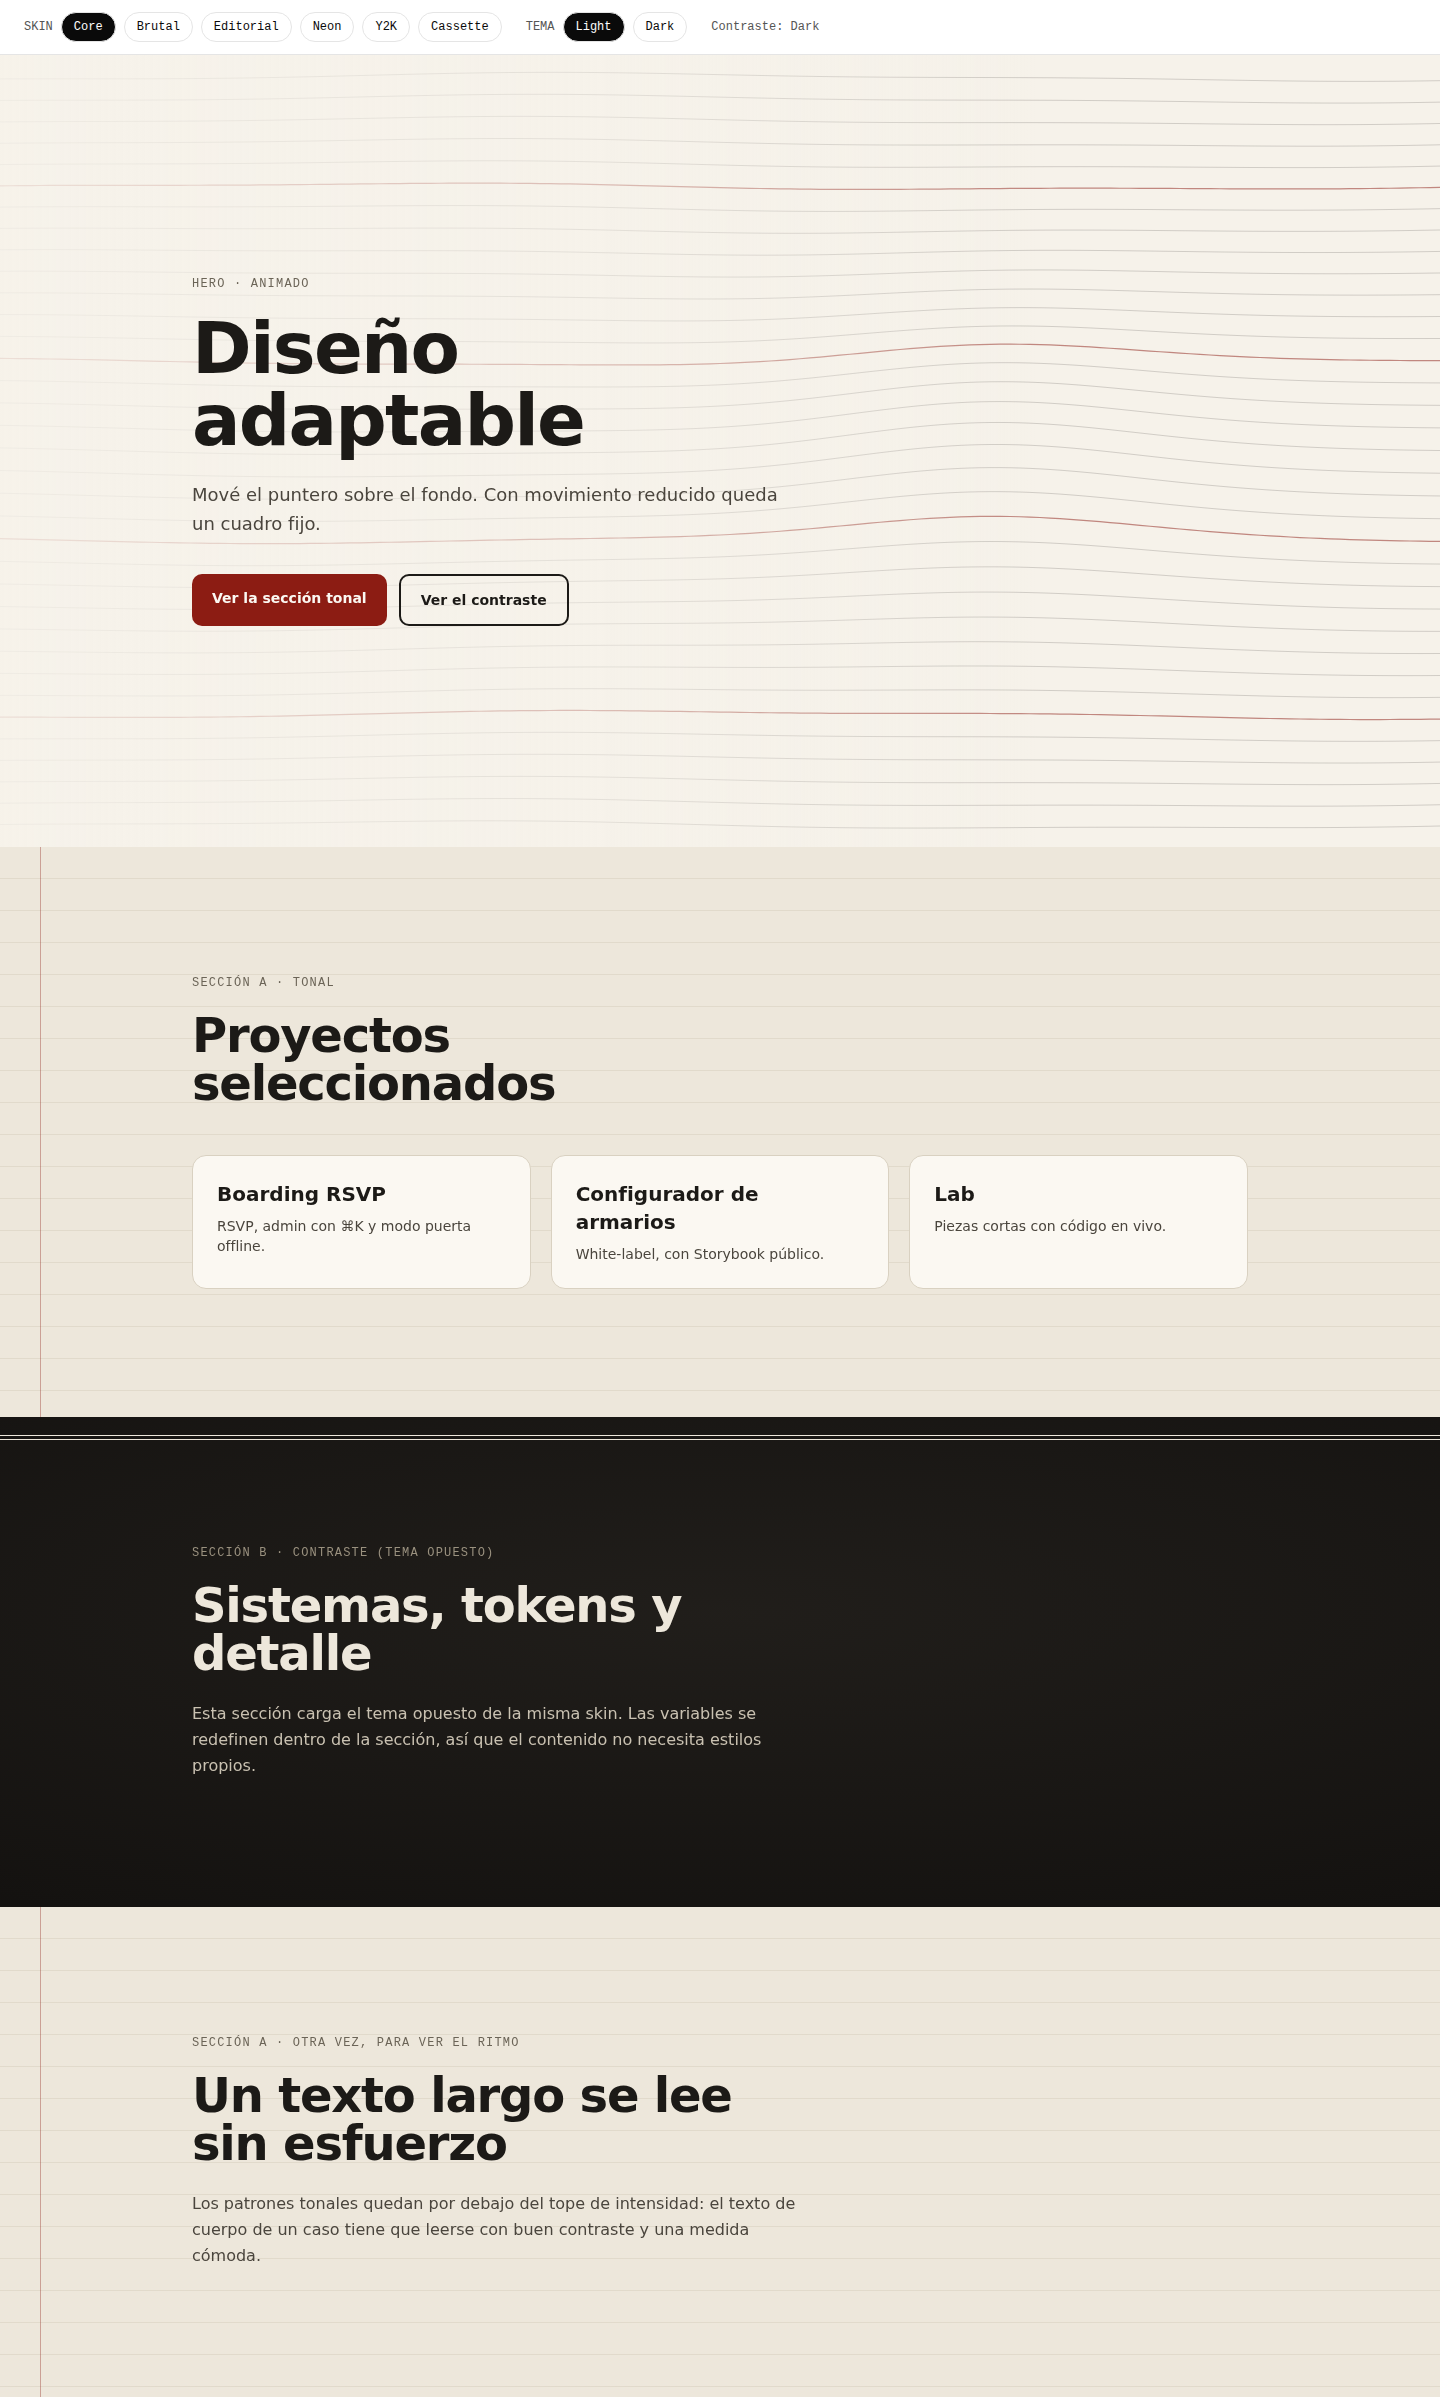 SKIN Core Brutal Editorial Neon Y2K Cassette TEMA Light Dark Contraste: Dark
HERO · ANIMADO
Diseño
adaptable
Mové el puntero sobre el fondo. Con movimiento reducido queda
un cuadro fijo.
Ver la sección tonal Ver el contraste
SECCIÓN A · TONAL
Proyectos
seleccionados
Boarding RSVP
RSVP, admin con ⌘K y modo puerta
offline.
Configurador de
armarios
White-label, con Storybook público.
Lab
Piezas cortas con código en vivo.
SECCIÓN B · CONTRASTE (TEMA OPUESTO)
Sistemas, tokens y
detalle
Esta sección carga el tema opuesto de la misma skin. Las variables se
redefinen dentro de la sección, así que el contenido no necesita estilos
propios.
SECCIÓN A · OTRA VEZ, PARA VER EL RITMO
Un texto largo se lee
sin esfuerzo
Los patrones tonales quedan por debajo del tope de intensidad: el texto de
cuerpo de un caso tiene que leerse con buen contraste y una medida
cómoda.